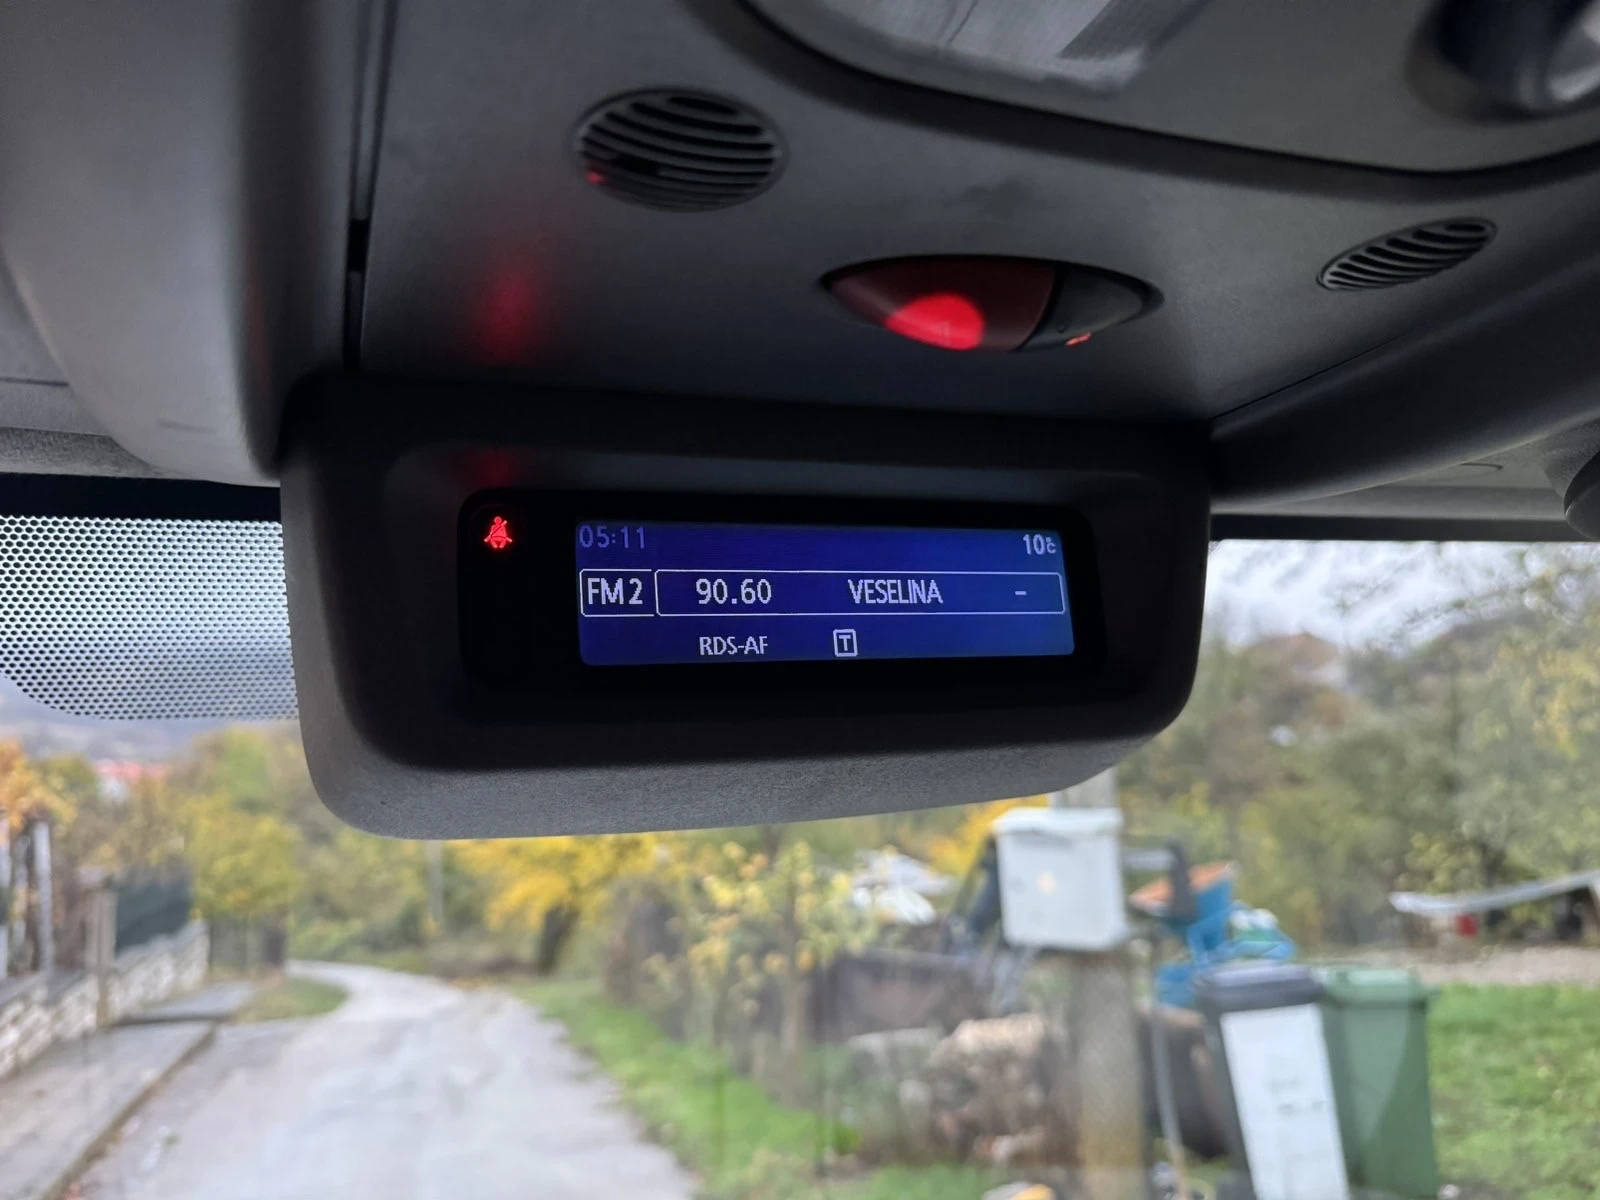 05:11 10c
FM2 90.60 VESELINA -
RDS-AF T